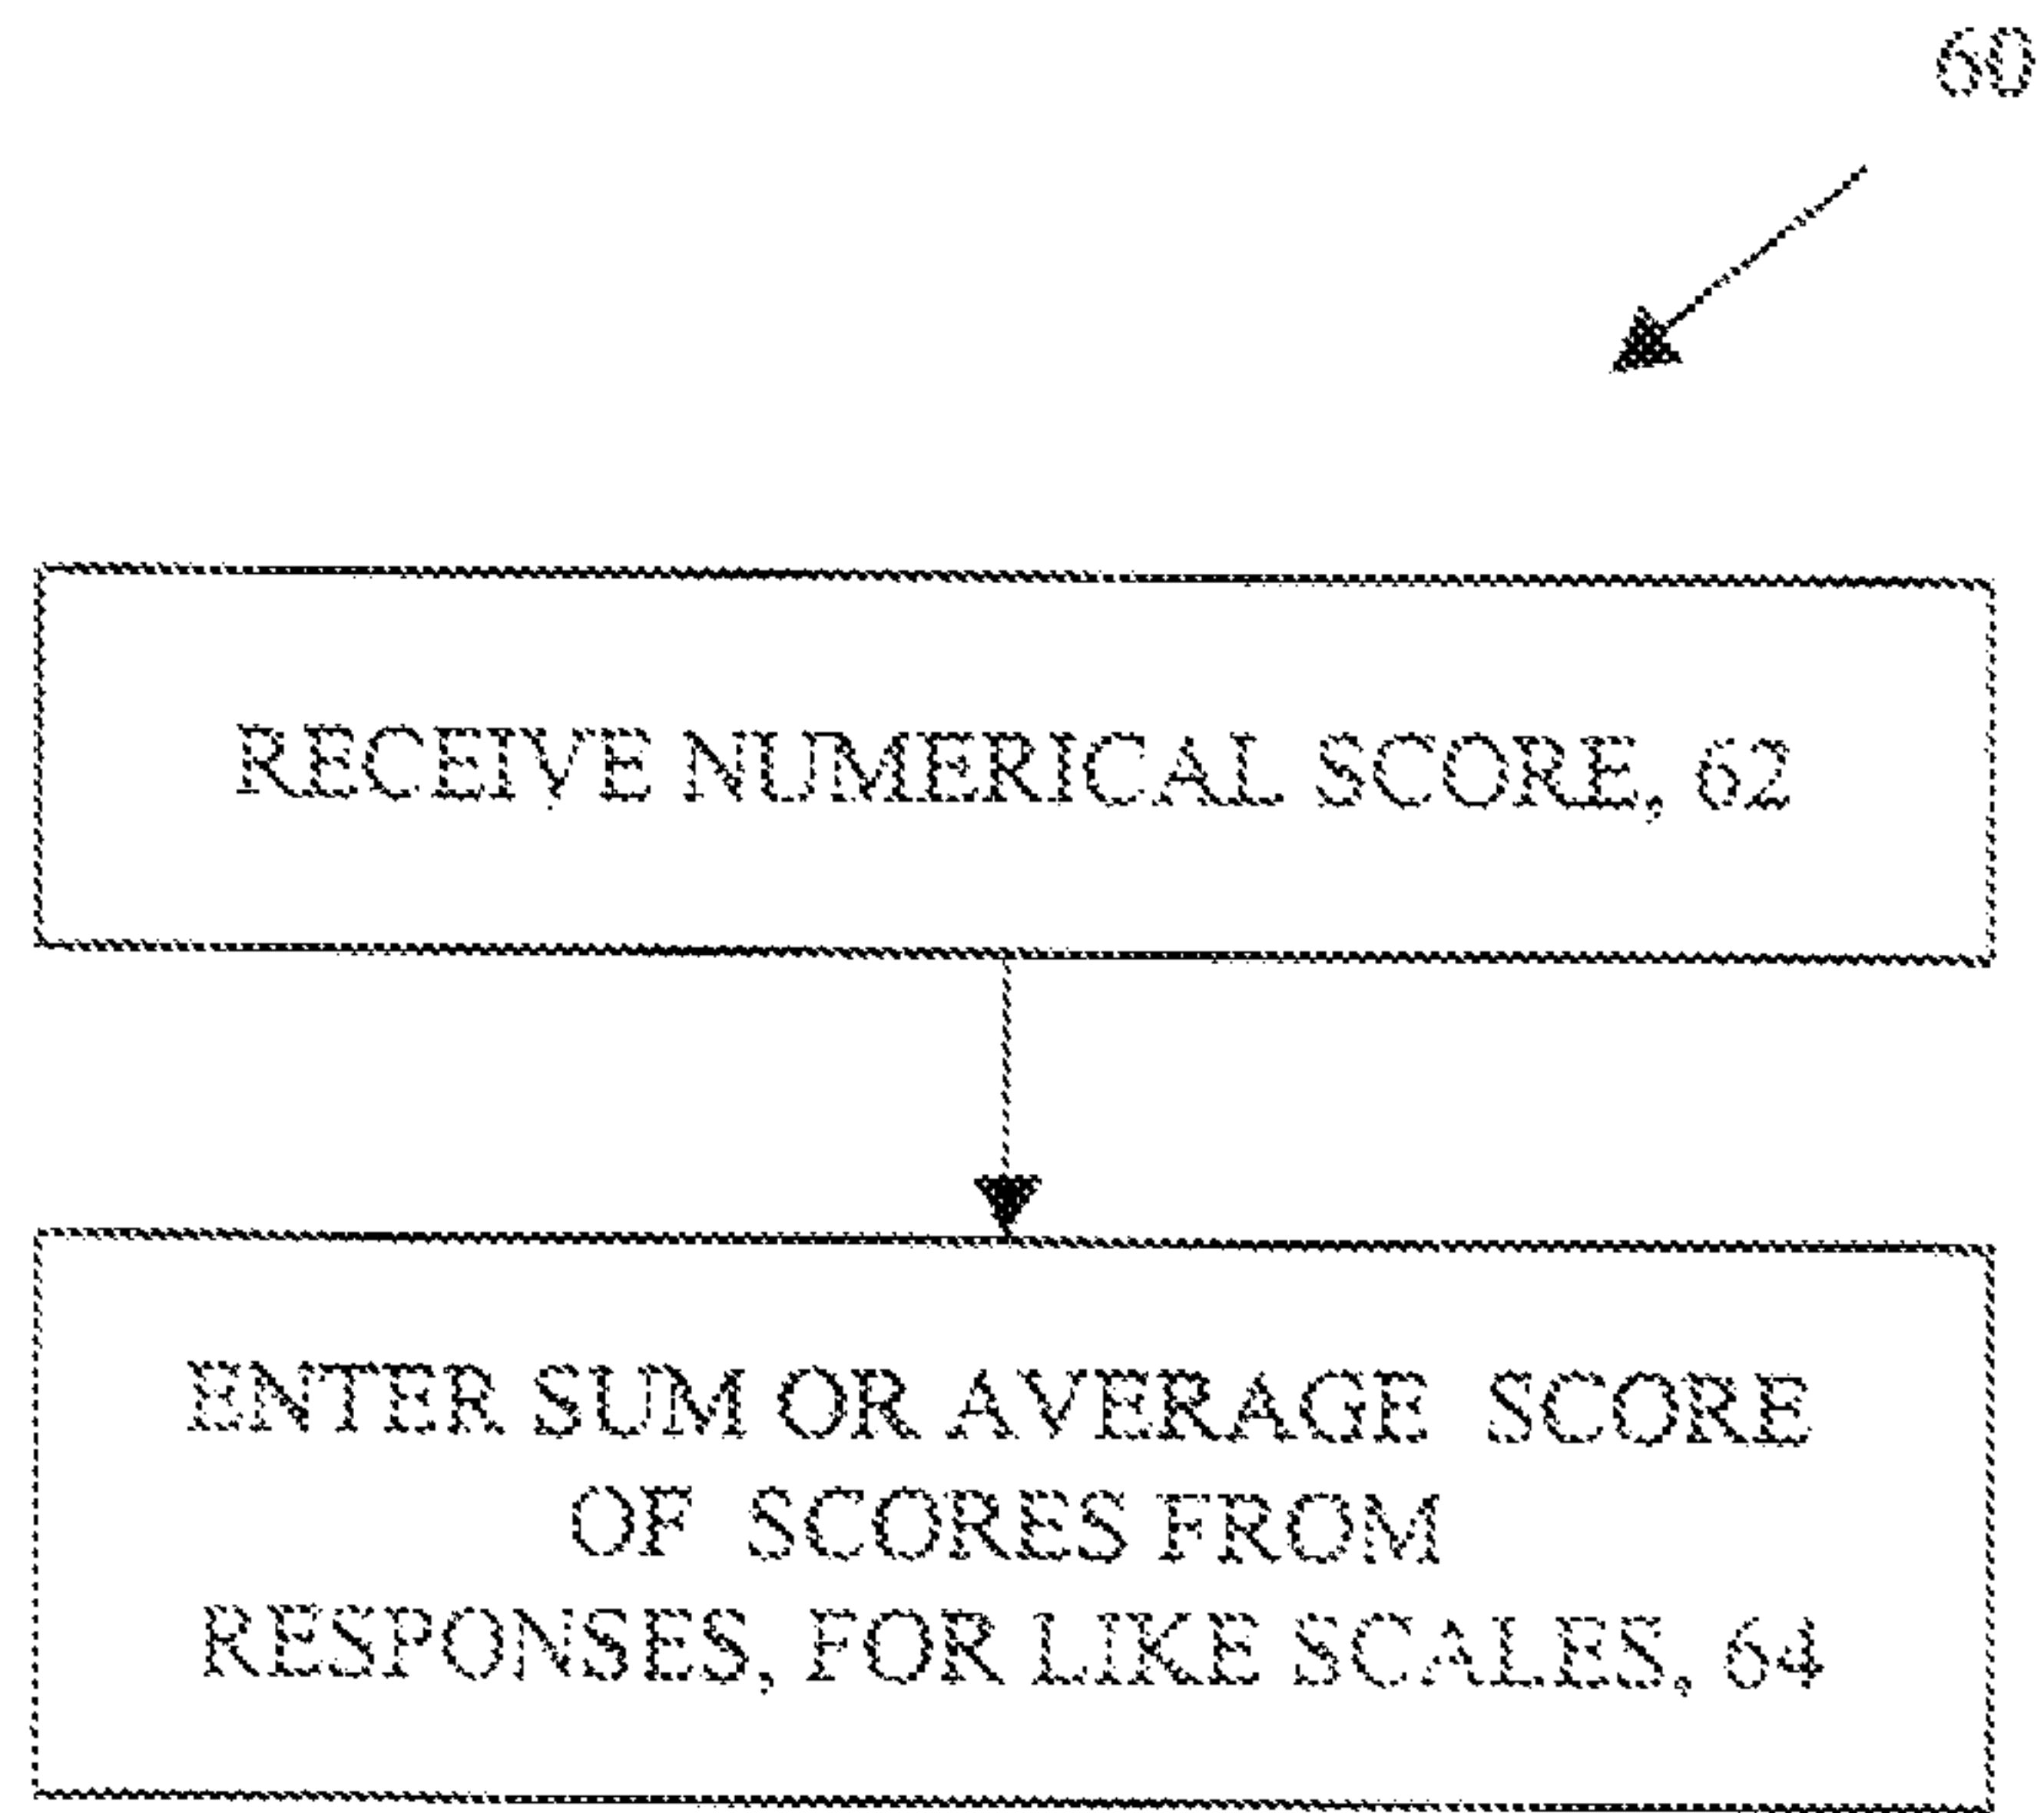 60
RECEIVE NUMERICAL SCORE, 62
ENTER SUM OR AVERAGE SCORE
OF SCORES FROM
RESPONSES, FOR LIKE SCALES, 64